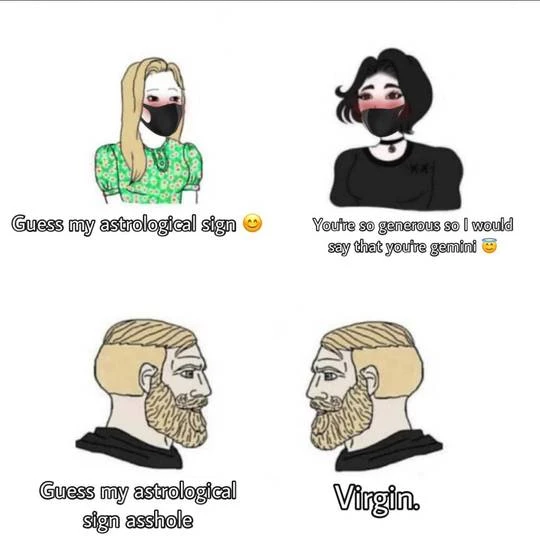 Guess my astrological sign 😊
You're so generous so I would
say that you're gemini 😇
Guess my astrological
sign asshole
Virgin.